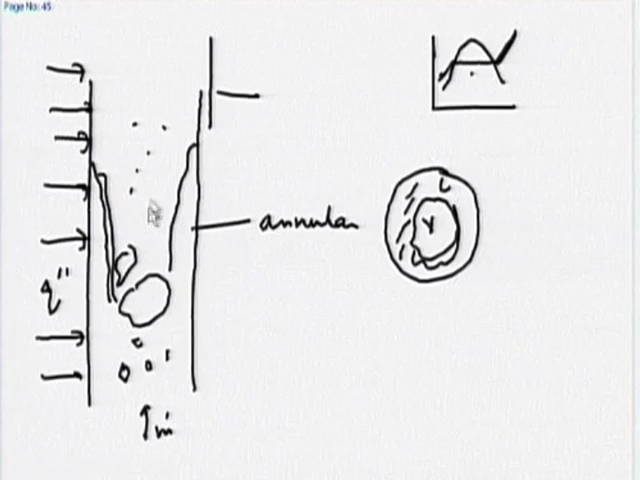 Page No: 45
annular
L
V
q"
ṁ